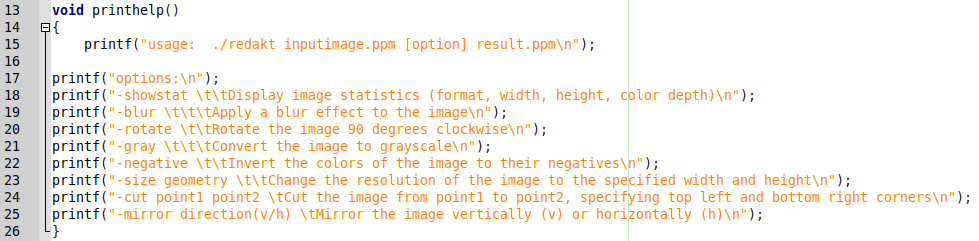 13 void printhelp()
14 {
15     printf("usage:  ./redakt inputimage.ppm [option] result.ppm\n");
16
17 printf("options:\n");
18 printf("-showstat \t\tDisplay image statistics (format, width, height, color depth)\n");
19 printf("-blur \t\t\tApply a blur effect to the image\n");
20 printf("-rotate \t\tRotate the image 90 degrees clockwise\n");
21 printf("-gray \t\t\tConvert the image to grayscale\n");
22 printf("-negative \t\tInvert the colors of the image to their negatives\n");
23 printf("-size geometry \t\tChange the resolution of the image to the specified width and height\n");
24 printf("-cut point1 point2 \tCut the image from point1 to point2, specifying top left and bottom right corners\n");
25 printf("-mirror direction(v/h) \tMirror the image vertically (v) or horizontally (h)\n");
26 }